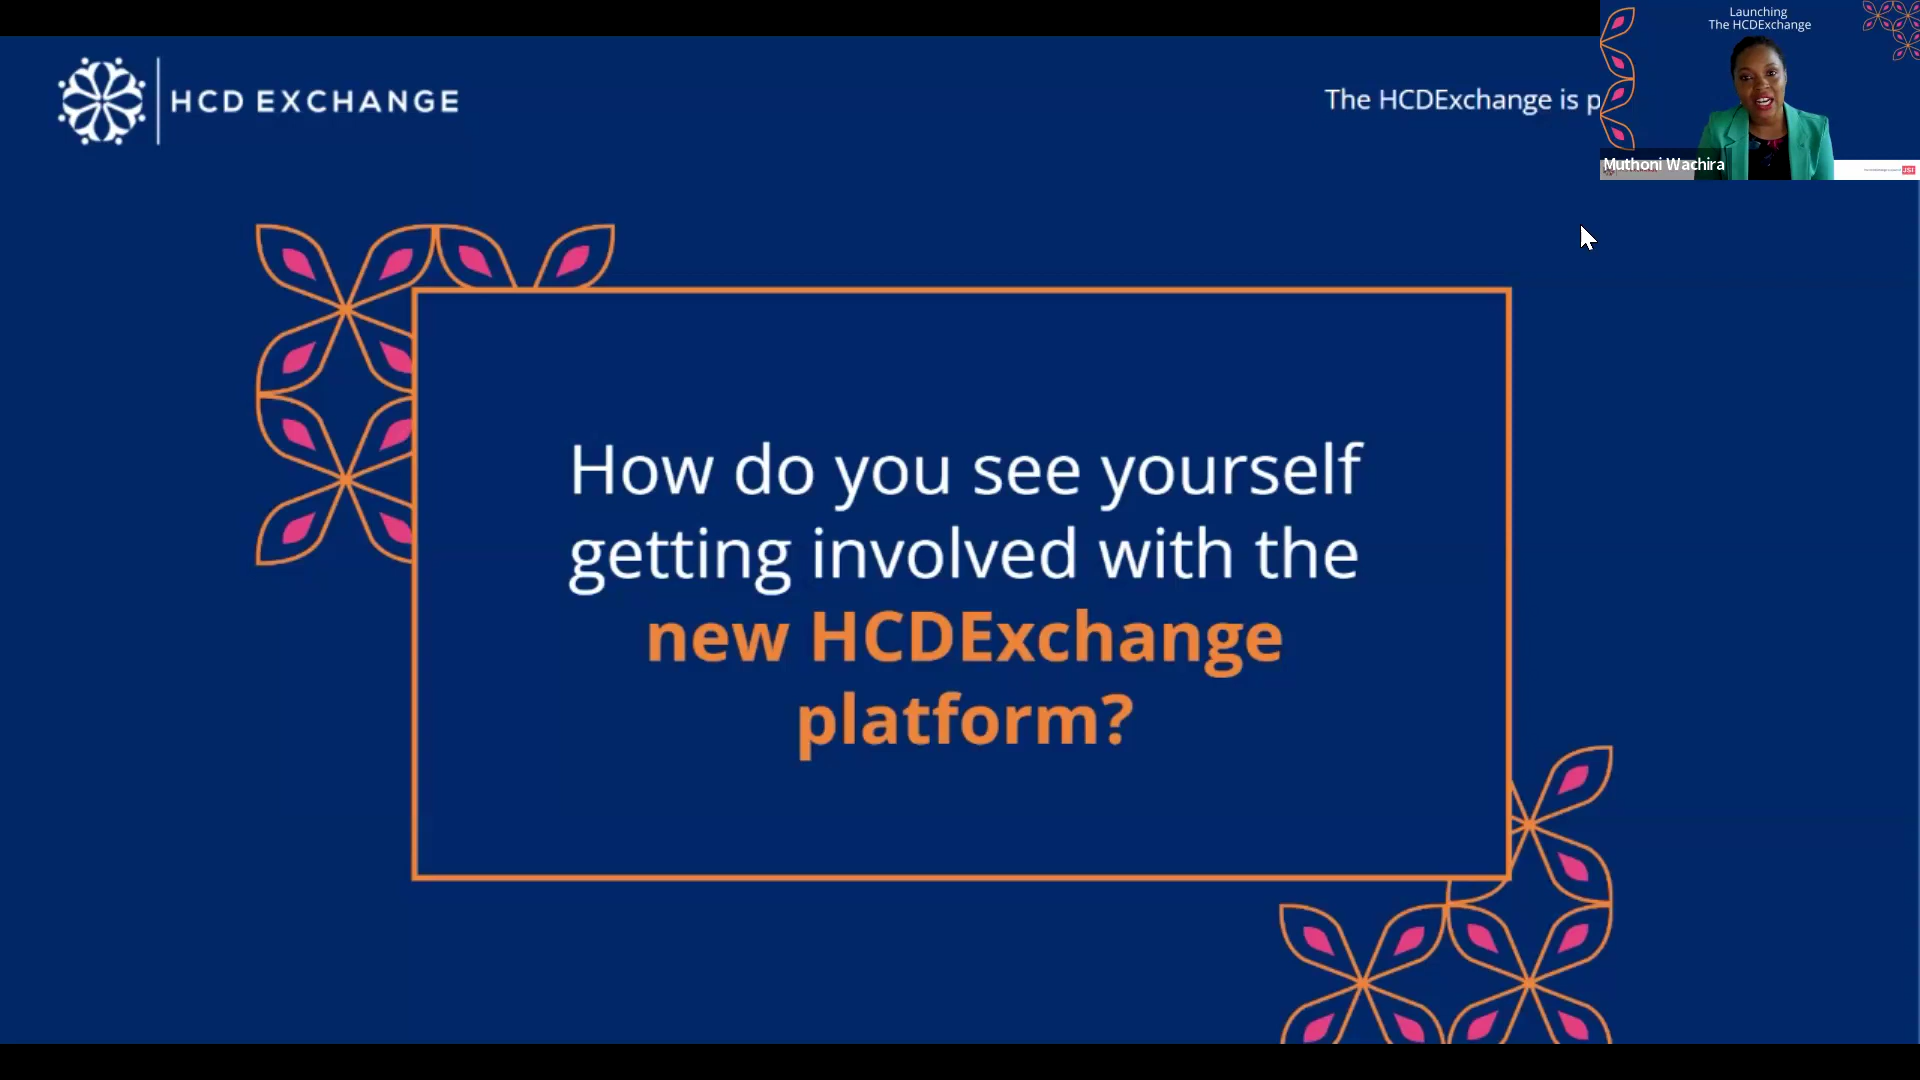 HCD EXCHANGE
The HCDExchange is p
Launching
The HCDExchange
Muthoni Wachira
JSI
How do you see yourself
getting involved with the
new HCDExchange
platform?